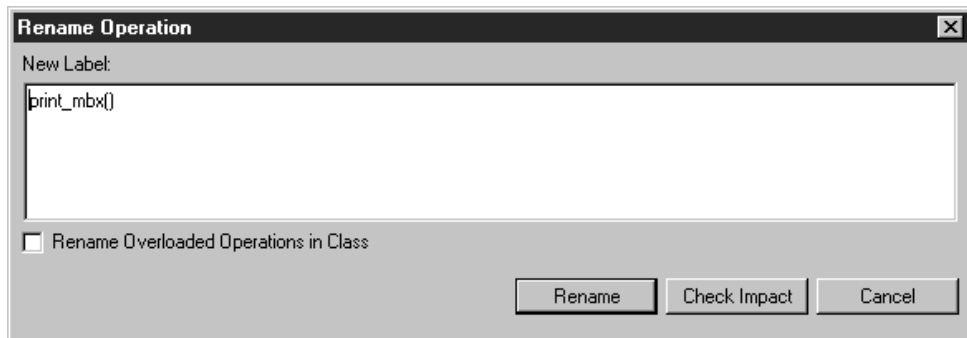 Rename Operation
New Label:
print_mbx()
Rename Overloaded Operations in Class
Rename Check Impact Cancel